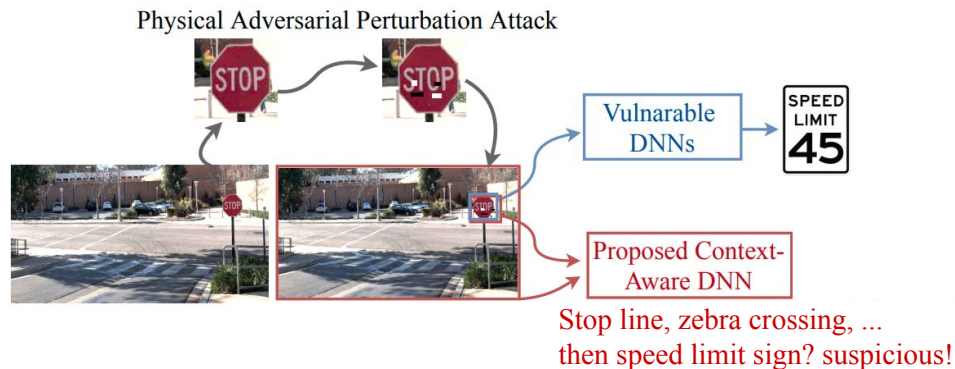 Physical Adversarial Perturbation Attack
STOP
STOP
Vulnarable
DNNs
SPEED
LIMIT
45
STOP
STOP
Proposed Context-
Aware DNN
Stop line, zebra crossing, ...
then speed limit sign? suspicious!